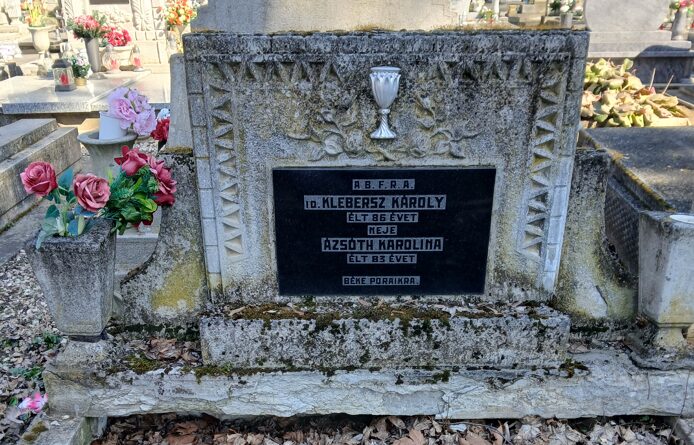 A B. F. R. A.
ID. KLEBERSZ KÁROLY
ÉLT 86 ÉVET
NEJE
ÁZSÓTH KAROLINA
ÉLT 83 ÉVET
BÉKE PORAIKRA.